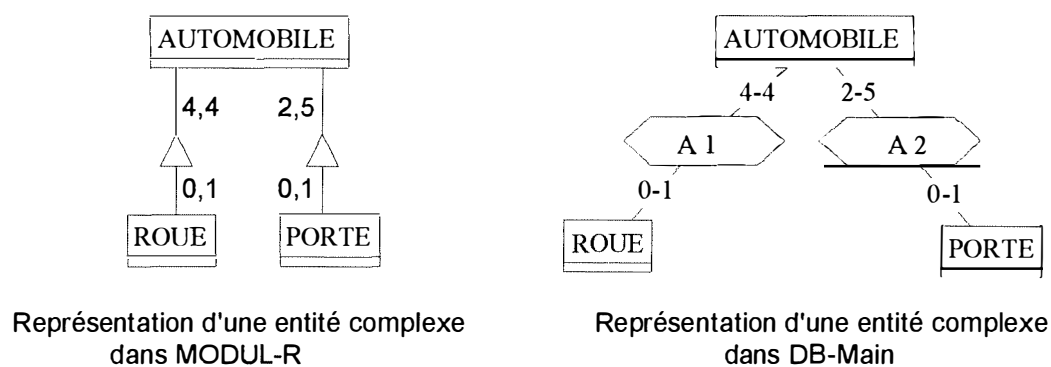 AUTOMOBILE
4,4
2,5
0,1
0,1
ROUE
PORTE
Représentation d'une entité complexe
dans MODUL-R
AUTOMOBILE
4-4
2-5
A 1
A 2
0-1
0-1
ROUE
PORTE
Représentation d'une entité complexe
dans DB-Main